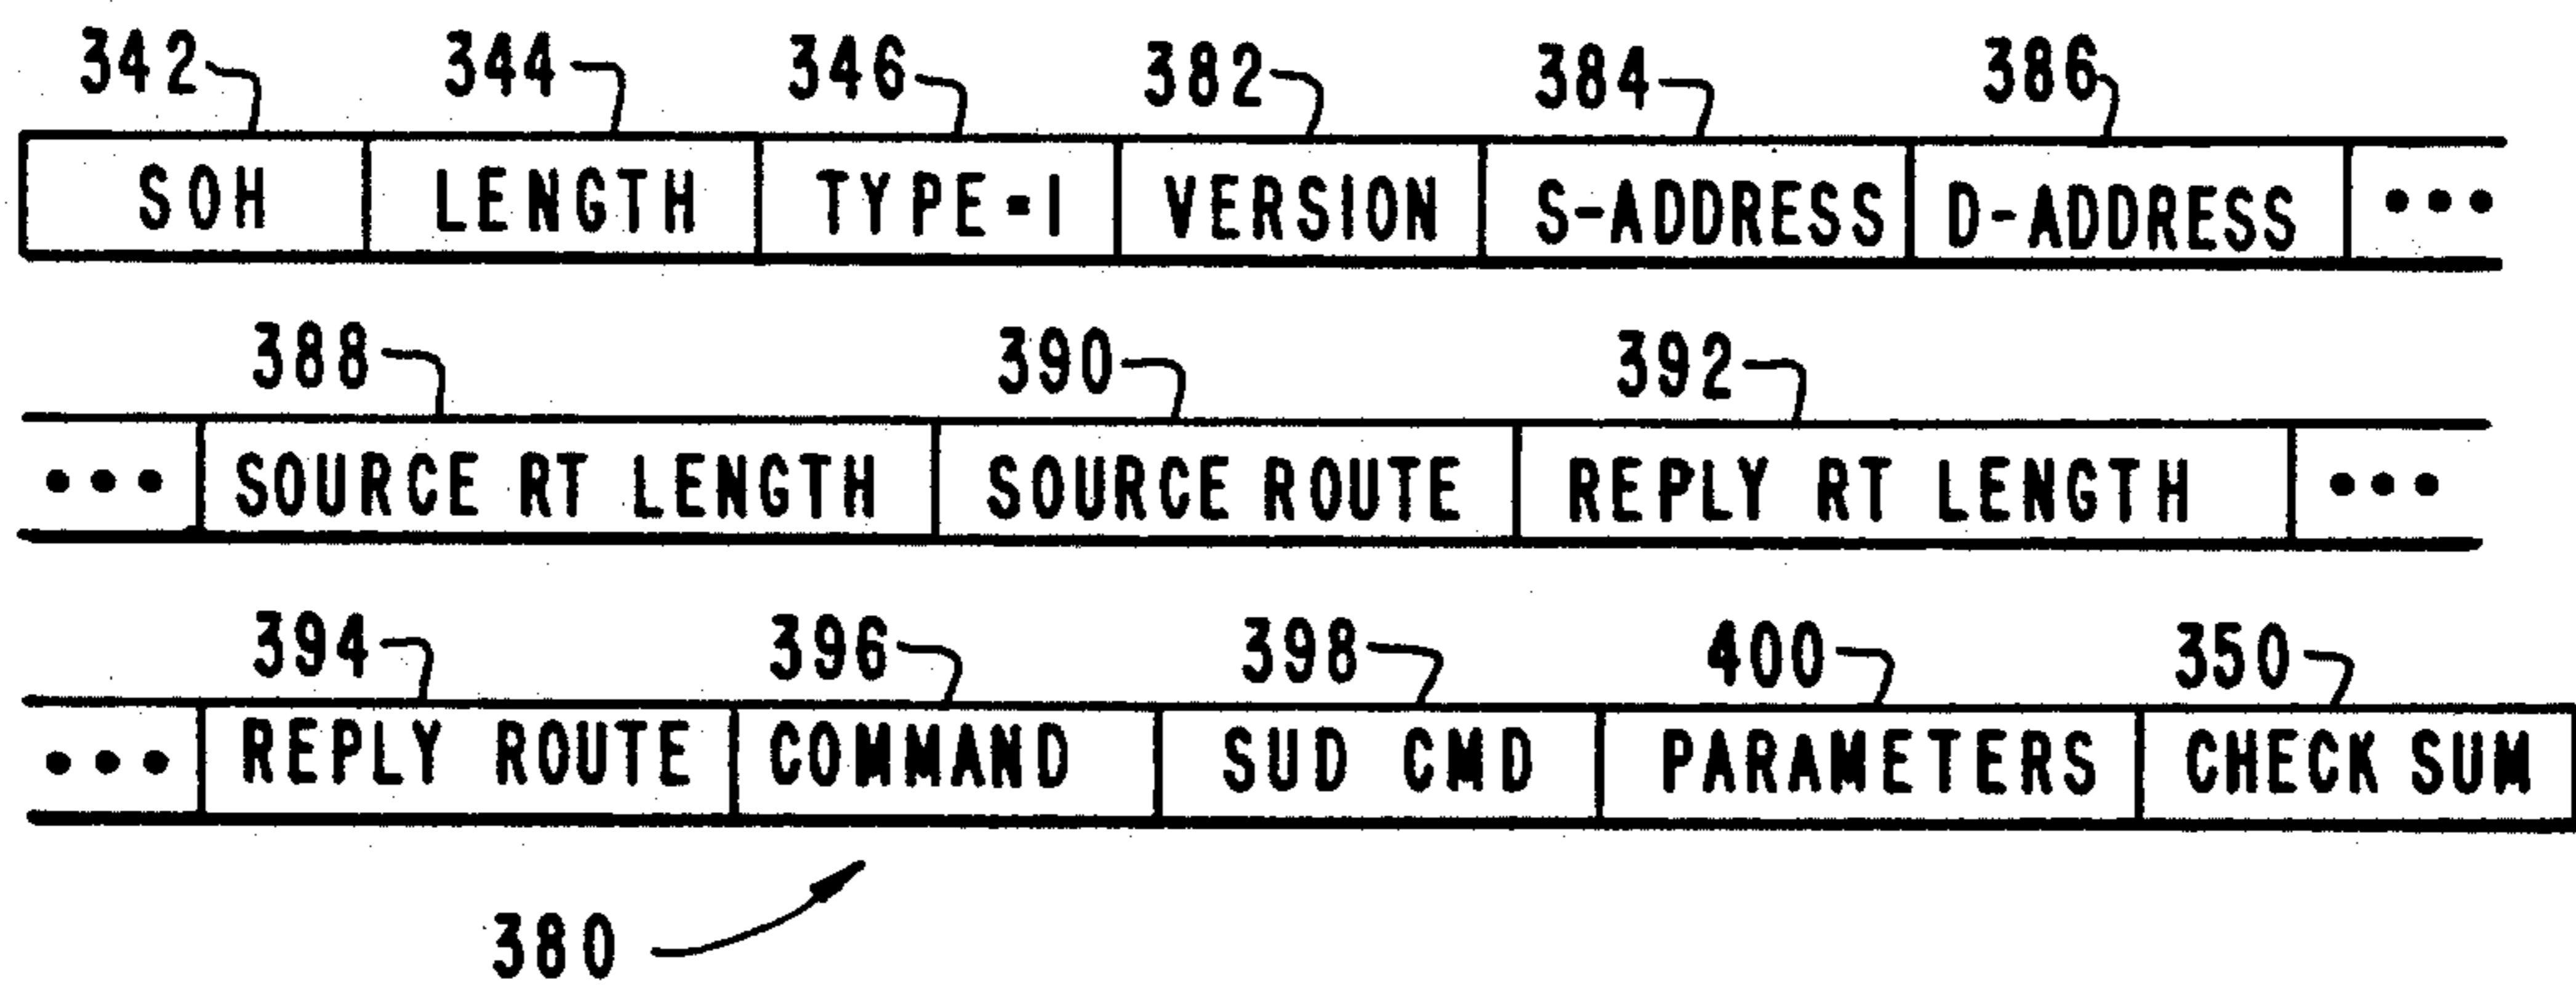 342 344 346 382 384 386
SOH LENGTH TYPE=1 VERSION S-ADDRESS D-ADDRESS •••
388 390 392
••• SOURCE RT LENGTH SOURCE ROUTE REPLY RT LENGTH •••
394 396 398 400 350
••• REPLY ROUTE COMMAND SUD CMD PARAMETERS CHECK SUM
380